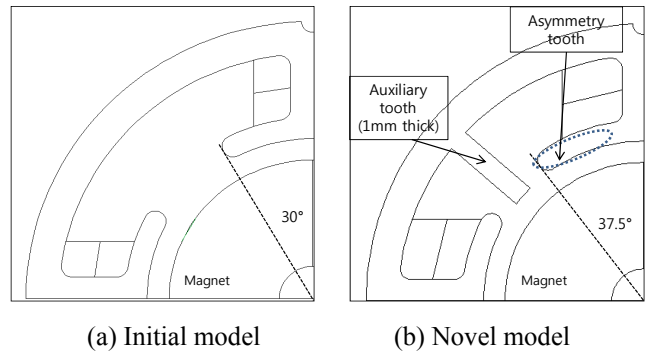 30°
Magnet
(a) Initial model
Asymmetry
tooth
Auxiliary
tooth
(1mm thick)
37.5°
Magnet
(b) Novel model